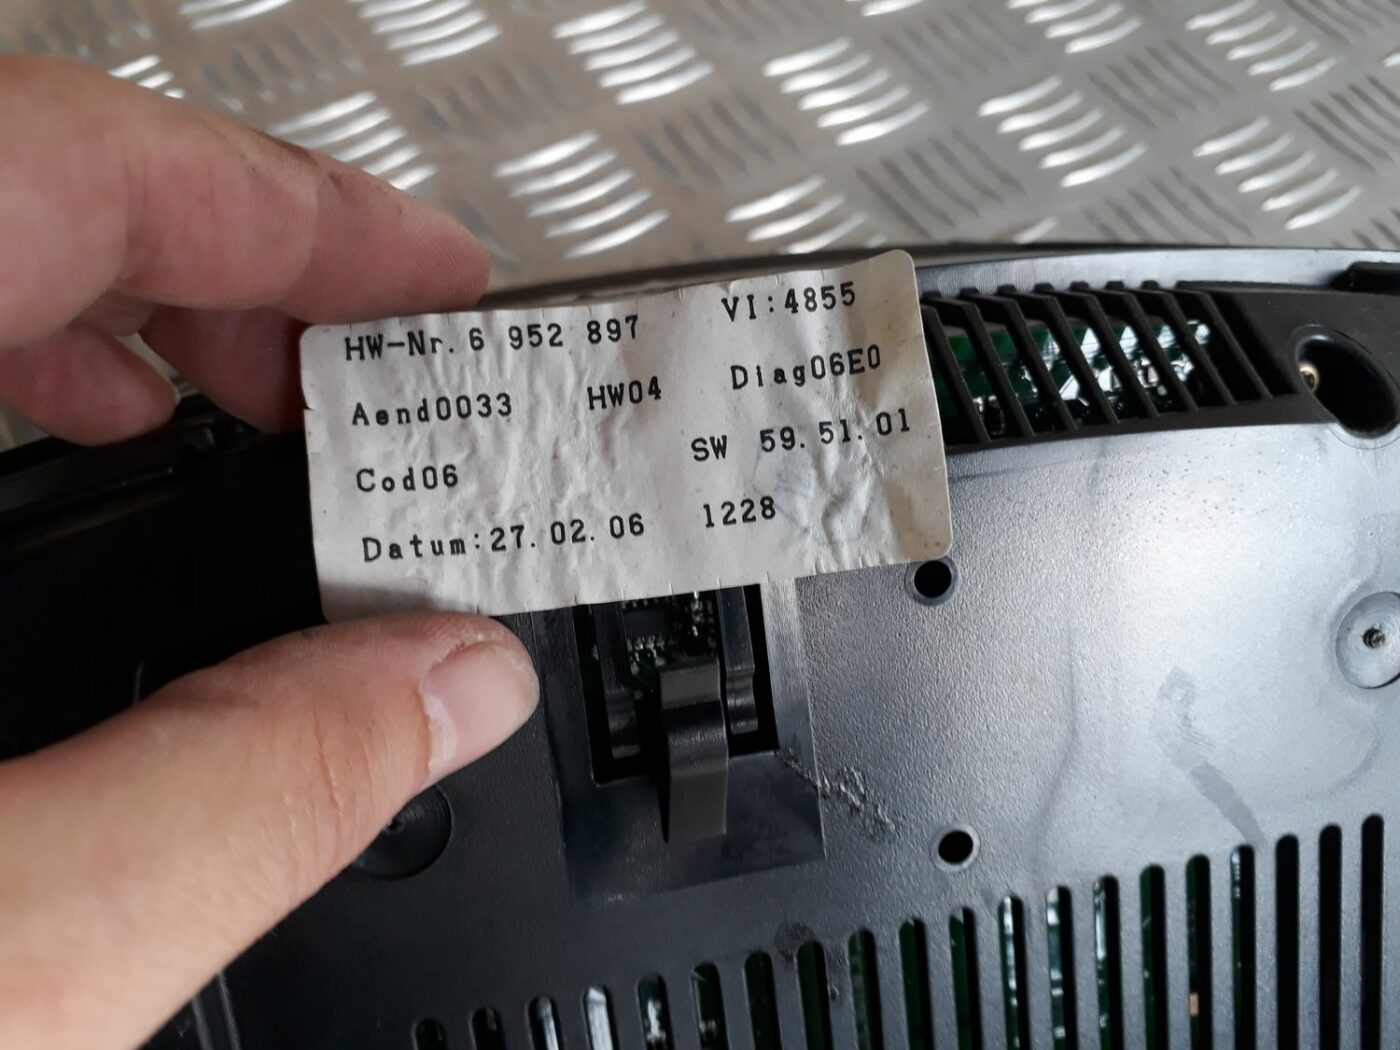 HW-Nr. 6 952 897 VI:4855
Aend0033 HW04 Diag06E0
Cod06 SW 59.51.01
Datum:27.02.06 1228